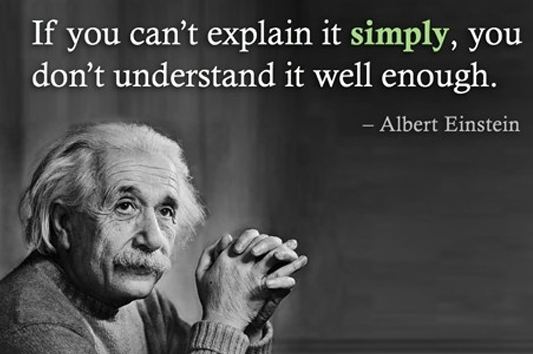 If you can’t explain it simply, you
don’t understand it well enough.
– Albert Einstein